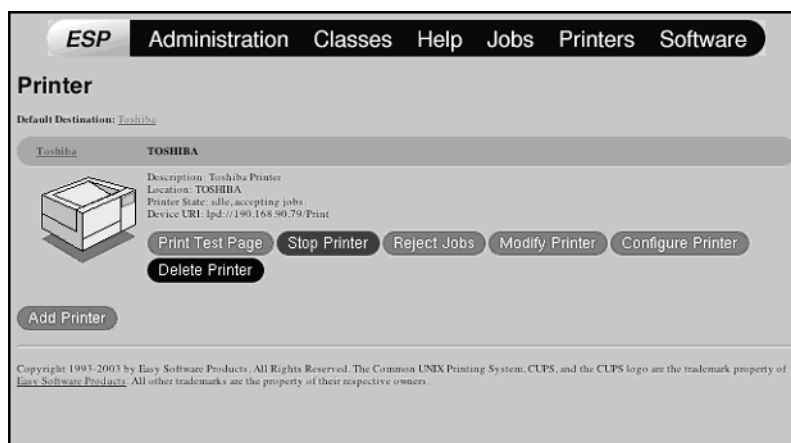 ESP Administration Classes Help Jobs Printers Software
Printer
Default Destination: Toshiba
Toshiba TOSHIBA
Description: Toshiba Printer
Location: TOSHIBA
Printer State: idle, accepting jobs.
Device URI: lpd://190.168.90.79/Print
Print Test Page Stop Printer Reject Jobs Modify Printer Configure Printer
Delete Printer
Add Printer
Copyright 1993-2003 by Easy Software Products, All Rights Reserved. The Common UNIX Printing System, CUPS, and the CUPS logo are the trademark property of
Easy Software Products. All other trademarks are the property of their respective owners.